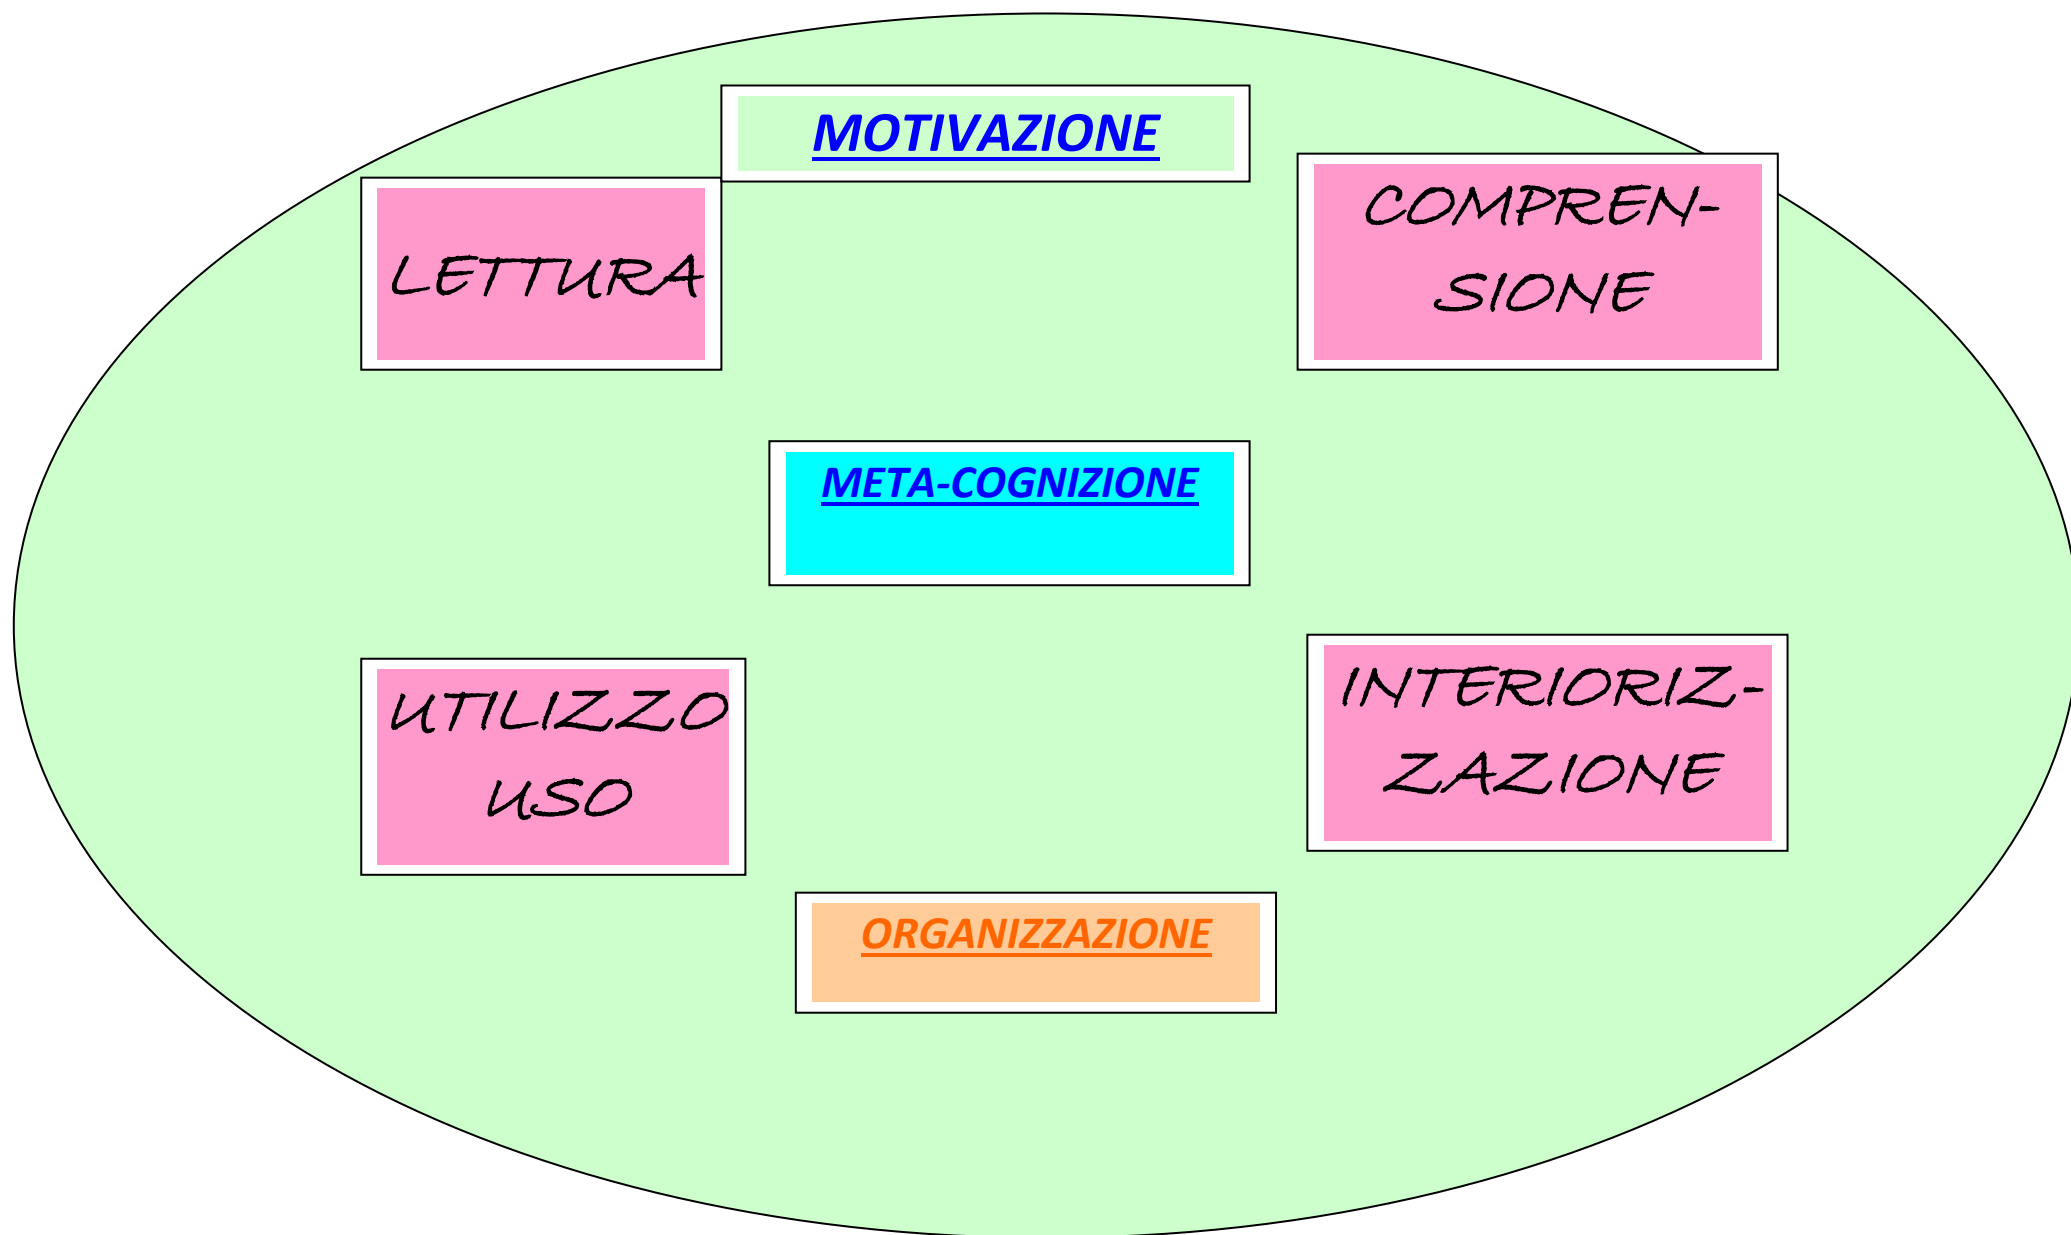 MOTIVAZIONE
LETTURA
COMPREN-
SIONE
META-COGNIZIONE
UTILIZZO
USO
INTERIORIZ-
ZAZIONE
ORGANIZZAZIONE